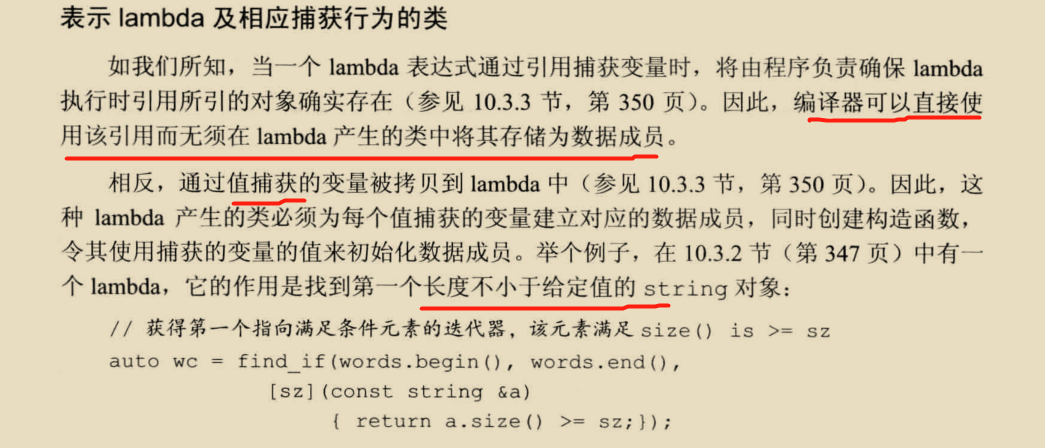 表示 lambda 及相应捕获行为的类
如我们所知，当一个 lambda 表达式通过引用捕获变量时，将由程序负责确保 lambda
执行时引用所引的对象确实存在（参见 10.3.3 节，第 350 页）。因此，编译器可以直接使
用该引用而无须在 lambda 产生的类中将其存储为数据成员。
相反，通过值捕获的变量被拷贝到 lambda 中（参见 10.3.3 节，第 350 页）。因此，这
种 lambda 产生的类必须为每个值捕获的变量建立对应的数据成员，同时创建构造函数，
令其使用捕获的变量的值来初始化数据成员。举个例子，在 10.3.2 节（第 347 页）中有一
个 lambda，它的作用是找到第一个长度不小于给定值的 string 对象：
// 获得第一个指向满足条件元素的迭代器，该元素满足 size() is >= sz
auto wc = find_if(words.begin(), words.end(),
[sz](const string &a)
{ return a.size() >= sz;});